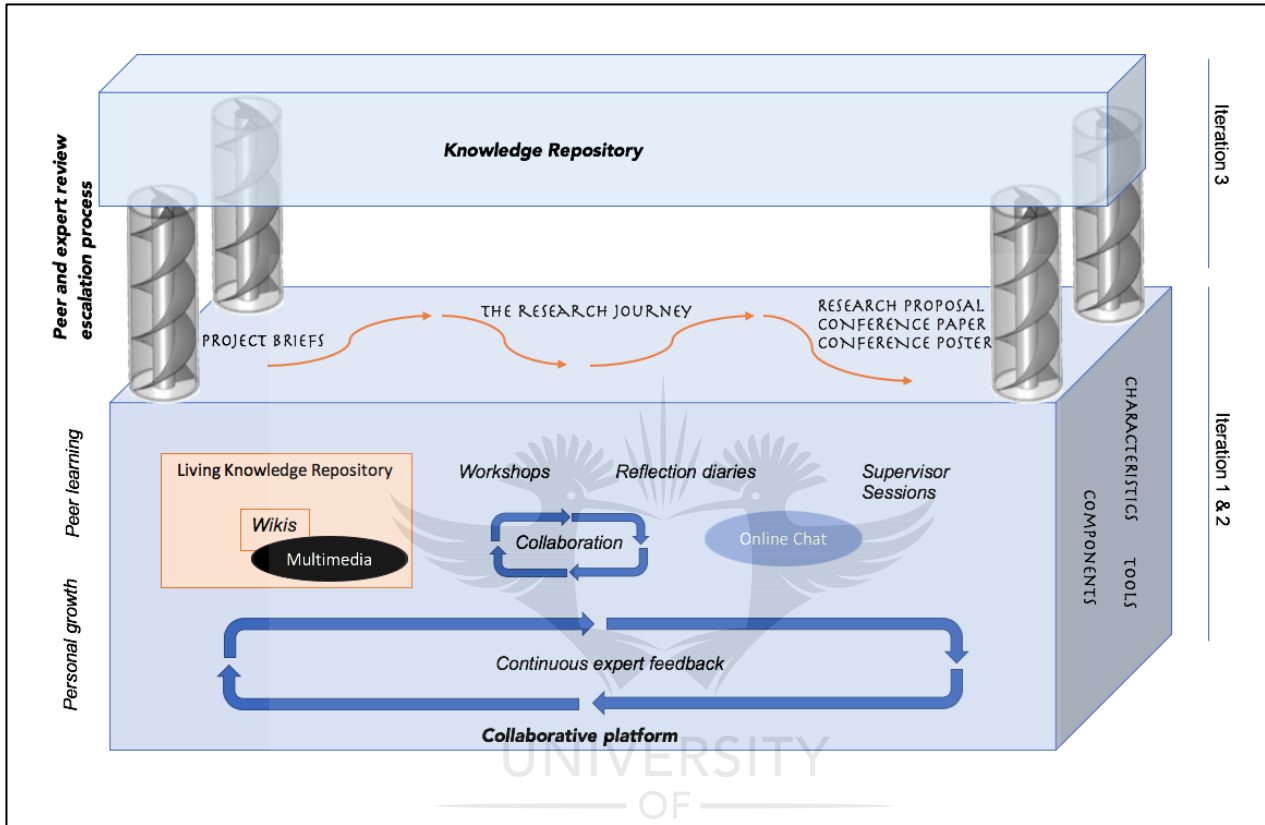 Knowledge Repository
Iteration 3
Peer and expert review
escalation process
THE RESEARCH JOURNEY
RESEARCH PROPOSAL
CONFERENCE PAPER
CONFERENCE POSTER
PROJECT BRIEFS
CHARACTERISTICS TOOLS
COMPONENTS
Iteration 1 & 2
Peer learning
Personal growth
Living Knowledge Repository
Wikis
Multimedia
Workshops
Reflection diaries
Supervisor
Sessions
Collaboration
Online Chat
Continuous expert feedback
Collaborative platform
UNIVERSITY
OF